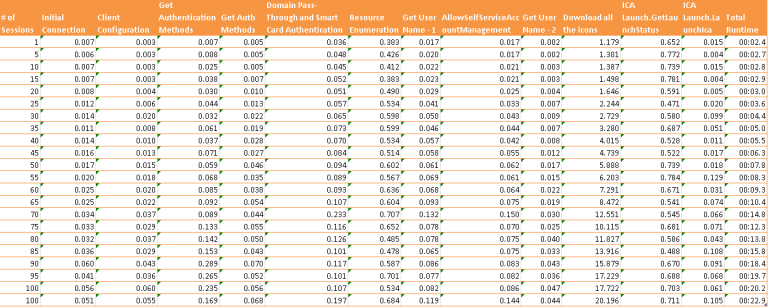 # of Sessions Initial Connection Client Configuration Get Authentication Methods Get Auth Methods Domain Pass-Through and Smart Card Authentication Resource Enumeration Get User Name - 1 AllowSelfServiceAccountManagement Get User Name - 2 Download all the icons ICA Launch.GetLaunchStatus ICA Launch.LaunchIca Total Runtime
1 0.007 0.003 0.007 0.005 0.036 0.383 0.017 0.017 0.002 1.179 0.652 0.015 00:02.4
5 0.006 0.003 0.008 0.005 0.048 0.426 0.020 0.017 0.002 1.301 0.772 0.004 00:02.7
10 0.007 0.003 0.025 0.005 0.045 0.412 0.022 0.021 0.003 1.387 0.739 0.015 00:02.8
15 0.007 0.003 0.038 0.007 0.052 0.383 0.023 0.021 0.003 1.498 0.781 0.004 00:02.9
20 0.008 0.004 0.030 0.010 0.051 0.490 0.029 0.025 0.004 1.646 0.591 0.005 00:03.0
25 0.012 0.006 0.044 0.013 0.057 0.534 0.041 0.033 0.007 2.244 0.471 0.020 00:03.6
30 0.014 0.020 0.032 0.022 0.065 0.598 0.050 0.043 0.009 2.729 0.580 0.099 00:04.4
35 0.011 0.008 0.061 0.019 0.073 0.599 0.046 0.044 0.007 3.280 0.687 0.051 00:05.0
40 0.014 0.010 0.037 0.028 0.070 0.534 0.057 0.042 0.008 4.015 0.528 0.011 00:05.5
45 0.016 0.013 0.071 0.027 0.084 0.514 0.058 0.055 0.012 4.739 0.522 0.017 00:06.3
50 0.017 0.015 0.059 0.046 0.094 0.602 0.061 0.062 0.017 5.888 0.739 0.018 00:07.8
55 0.020 0.018 0.068 0.035 0.089 0.567 0.069 0.061 0.015 6.203 0.784 0.129 00:08.3
60 0.025 0.020 0.085 0.038 0.093 0.636 0.068 0.064 0.022 7.291 0.671 0.031 00:09.3
65 0.025 0.022 0.092 0.054 0.107 0.604 0.093 0.075 0.019 8.472 0.541 0.074 00:10.4
70 0.034 0.037 0.089 0.044 0.233 0.707 0.132 0.150 0.030 12.551 0.545 0.066 00:14.8
75 0.033 0.029 0.133 0.055 0.116 0.652 0.078 0.070 0.025 10.115 0.681 0.071 00:12.3
80 0.032 0.037 0.142 0.050 0.126 0.485 0.078 0.075 0.040 11.827 0.586 0.043 00:13.8
85 0.036 0.029 0.153 0.043 0.101 0.478 0.065 0.075 0.033 13.916 0.488 0.108 00:15.8
90 0.060 0.043 0.289 0.070 0.117 0.587 0.086 0.083 0.043 15.879 0.670 0.091 00:18.4
95 0.041 0.036 0.265 0.052 0.101 0.701 0.077 0.082 0.036 17.229 0.688 0.068 00:19.7
100 0.056 0.060 0.235 0.056 0.107 0.534 0.082 0.086 0.047 17.722 0.703 0.061 00:20.2
100 0.051 0.055 0.169 0.068 0.197 0.684 0.119 0.144 0.044 20.196 0.711 0.105 00:22.9